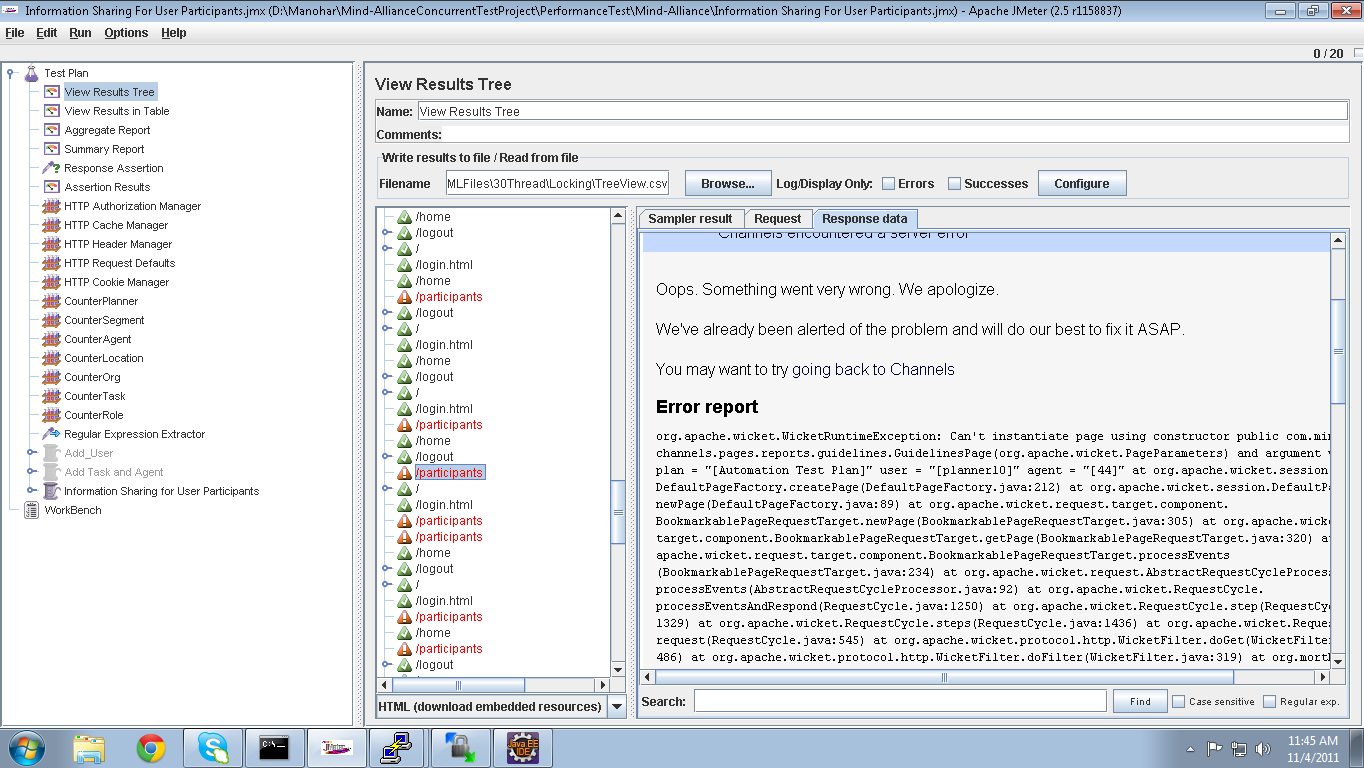 Information Sharing For User Participants.jmx (D:\Manohar\Mind-AllianceConcurrentTestProject\PerformanceTest\Mind-Alliance\Information Sharing For User Participants.jmx) - Apache JMeter (2.5 r1158837)
File Edit Run Options Help
0 / 20
Test Plan
View Results Tree
View Results in Table
Aggregate Report
Summary Report
Response Assertion
Assertion Results
HTTP Authorization Manager
HTTP Cache Manager
HTTP Header Manager
HTTP Request Defaults
HTTP Cookie Manager
CounterPlanner
CounterSegment
CounterAgent
CounterLocation
CounterOrg
CounterTask
CounterRole
Regular Expression Extractor
Add_User
Add Task and Agent
Information Sharing for User Participants
WorkBench
View Results Tree
Name: View Results Tree
Comments:
Write results to file / Read from file
Filename MLFiles\30Thread\Locking\TreeView.csv Browse... Log/Display Only: Errors Successes Configure
/home
/logout
/
/login.html
/home
/participants
/logout
/
/login.html
/home
/logout
/
/login.html
/participants
/home
/logout
/participants
/
/login.html
/participants
/participants
/home
/logout
/
/login.html
/participants
/home
/participants
/logout
HTML (download embedded resources)
Sampler result Request Response data
Channels encountered a server error
Oops. Something went very wrong. We apologize.
We've already been alerted of the problem and will do our best to fix it ASAP.
You may want to try going back to Channels
Error report
org.apache.wicket.WicketRuntimeException: Can't instantiate page using constructor public com.min
channels.pages.reports.guidelines.GuidelinesPage(org.apache.wicket.PageParameters) and argument
plan = "[Automation Test Plan]" user = "[planner10]" agent = "[44]" at org.apache.wicket.session
DefaultPageFactory.createPage(DefaultPageFactory.java:212) at org.apache.wicket.session.DefaultPa
newPage(DefaultPageFactory.java:89) at org.apache.wicket.request.target.component.
BookmarkablePageRequestTarget.newPage(BookmarkablePageRequestTarget.java:305) at org.apache.wicke
target.component.BookmarkablePageRequestTarget.getPage(BookmarkablePageRequestTarget.java:320) at
apache.wicket.request.target.component.BookmarkablePageRequestTarget.processEvents
(BookmarkablePageRequestTarget.java:234) at org.apache.wicket.request.AbstractRequestCycleProcess
processEvents(AbstractRequestCycleProcessor.java:92) at org.apache.wicket.RequestCycle.
processEventsAndRespond(RequestCycle.java:1250) at org.apache.wicket.RequestCycle.step(RequestCy
1329) at org.apache.wicket.RequestCycle.steps(RequestCycle.java:1436) at org.apache.wicket.Reque
request(RequestCycle.java:545) at org.apache.wicket.protocol.http.WicketFilter.doGet(WicketFilter
486) at org.apache.wicket.protocol.http.WicketFilter.doFilter(WicketFilter.java:319) at org.mort
Search: Find Case sensitive Regular exp.
Java EE
IDE
11:45 AM
11/4/2011